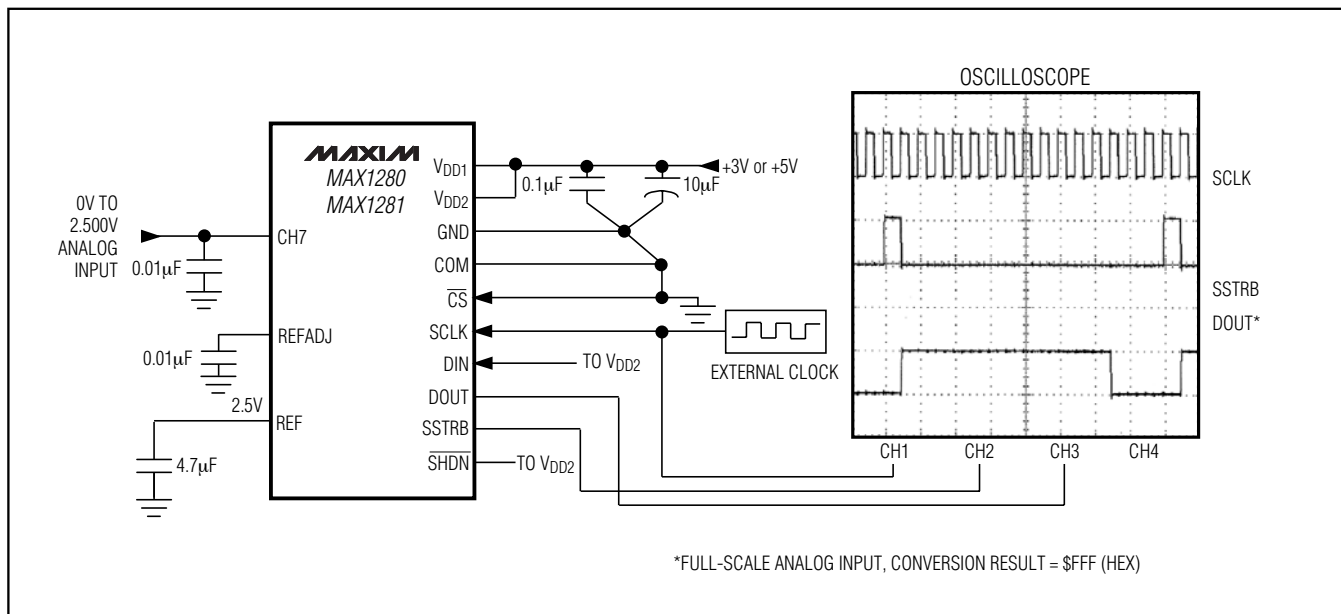 OSCILLOSCOPE
MAXIM
MAX1280
MAX1281
VDD1
VDD2
GND
COM
CS
SCLK
DIN
DOUT
SSTRB
SHDN
CH7
REFADJ
REF
0V TO
2.500V
ANALOG
INPUT
0.01µF
0.01µF
2.5V
4.7µF
0.1µF
10µF
+3V or +5V
EXTERNAL CLOCK
TO VDD2
TO VDD2
SCLK
SSTRB
DOUT*
CH1
CH2
CH3
CH4
*FULL-SCALE ANALOG INPUT, CONVERSION RESULT = $FFF (HEX)